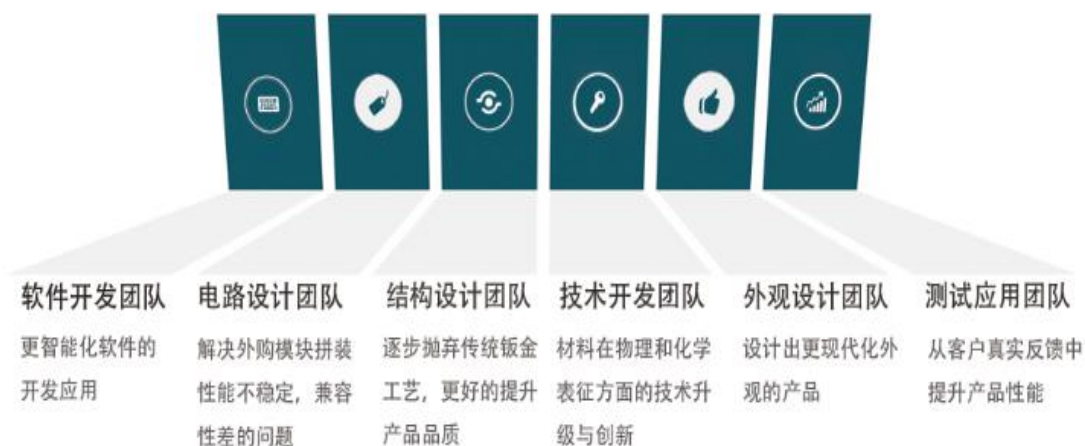 软件开发团队
更智能化软件的
开发应用
电路设计团队
解决外购模块拼装
性能不稳定，兼容
性差的问题
结构设计团队
逐步抛弃传统钣金
工艺，更好的提升
产品品质
技术开发团队
材料在物理和化学
表征方面的技术升
级与创新
外观设计团队
设计出更现代化外
观的产品
测试应用团队
从客户真实反馈中
提升产品性能